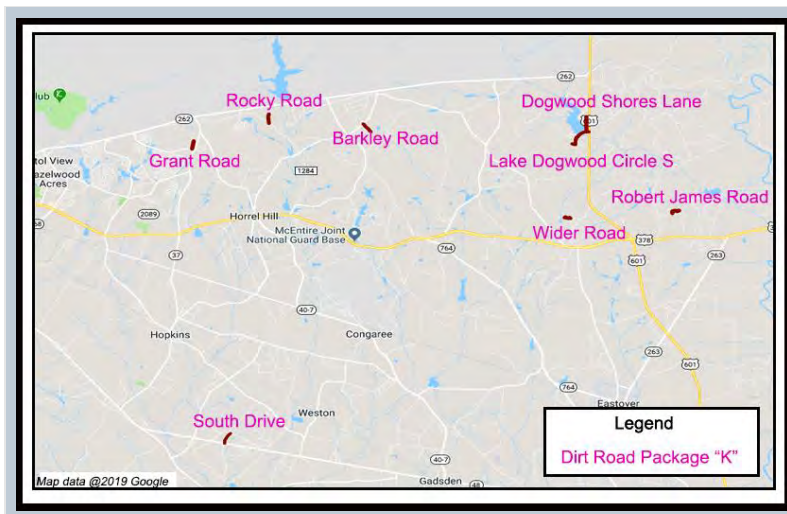 262
Rocky Road
Dogwood Shores Lane
lub
262
601
Barkley Road
Grant Road
Lake Dogwood Circle S
tol View
azelwood
Acres
1284
Robert James Road
2089
Horrel Hill
Wider Road
McEntire Joint
National Guard Base
68
764
378
37
601
40-7
Hopkins
Congaree
263
601
764
Eastover
South Drive
Weston
Legend
Dirt Road Package “K”
40-7
Gadsden
48
Map data @2019 Google